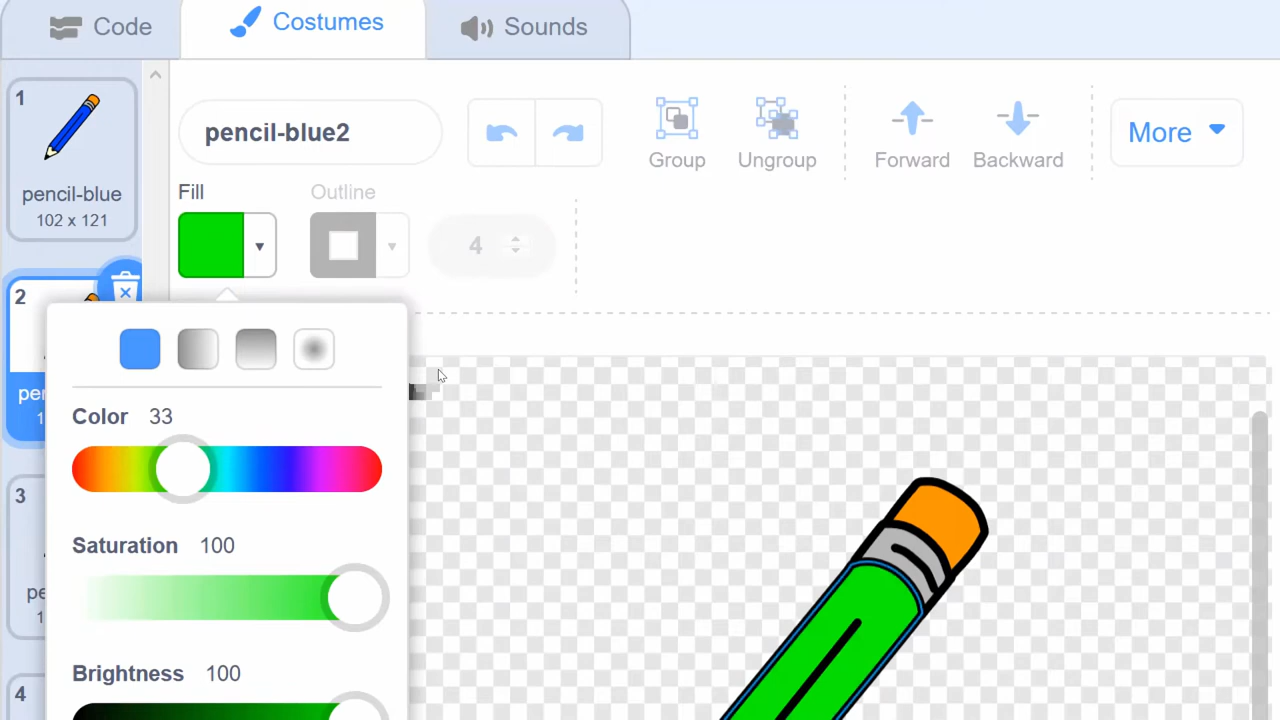 Code
Costumes
Sounds
1
pencil-blue
102 x 121
2
3
4
pencil-blue2
Group
Ungroup
Forward
Backward
More
Fill
Outline
4
Color 33
Saturation 100
Brightness 100